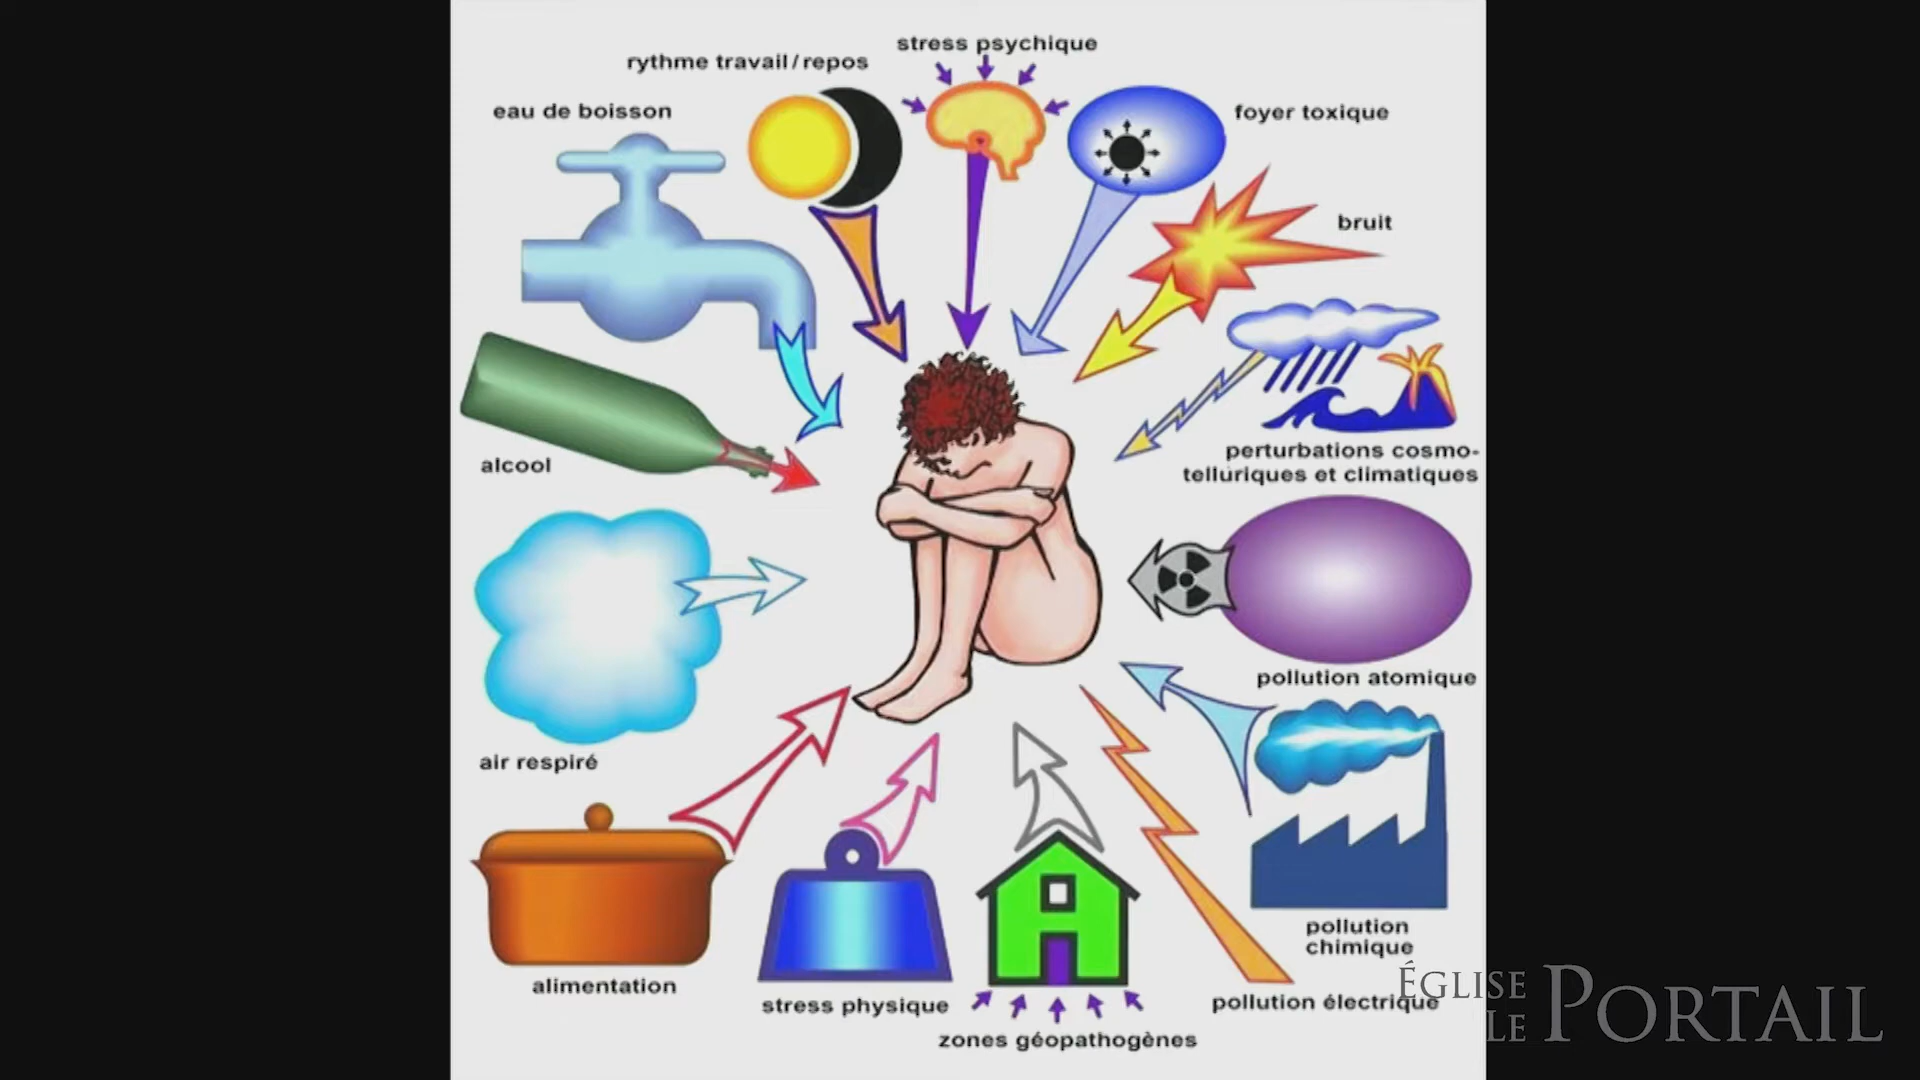 stress psychique
rythme travail/repos
eau de boisson
foyer toxique
bruit
perturbations cosmo-
telluriques et climatiques
alcool
pollution atomique
air respiré
pollution
chimique
alimentation
stress physique
pollution électrique
zones géopathogènes
ÉGLISE
LE PORTAIL